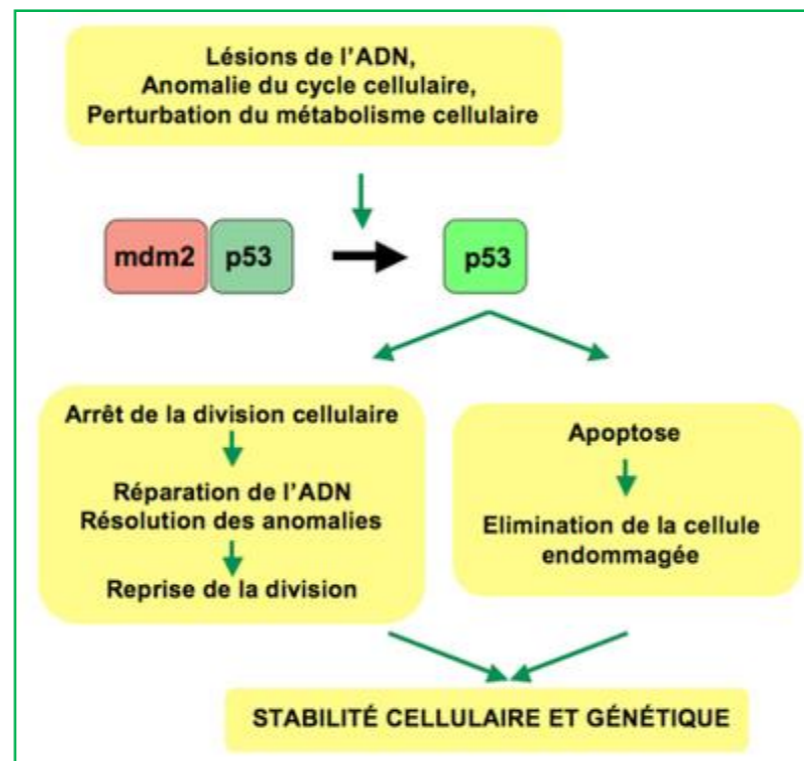 Lésions de l'ADN,
Anomalie du cycle cellulaire,
Perturbation du métabolisme cellulaire
mdm2 p53
p53
Arrêt de la division cellulaire
Réparation de l'ADN
Résolution des anomalies
Reprise de la division
Apoptose
Elimination de la cellule
endommagée
STABILITÉ CELLULAIRE ET GÉNÉTIQUE